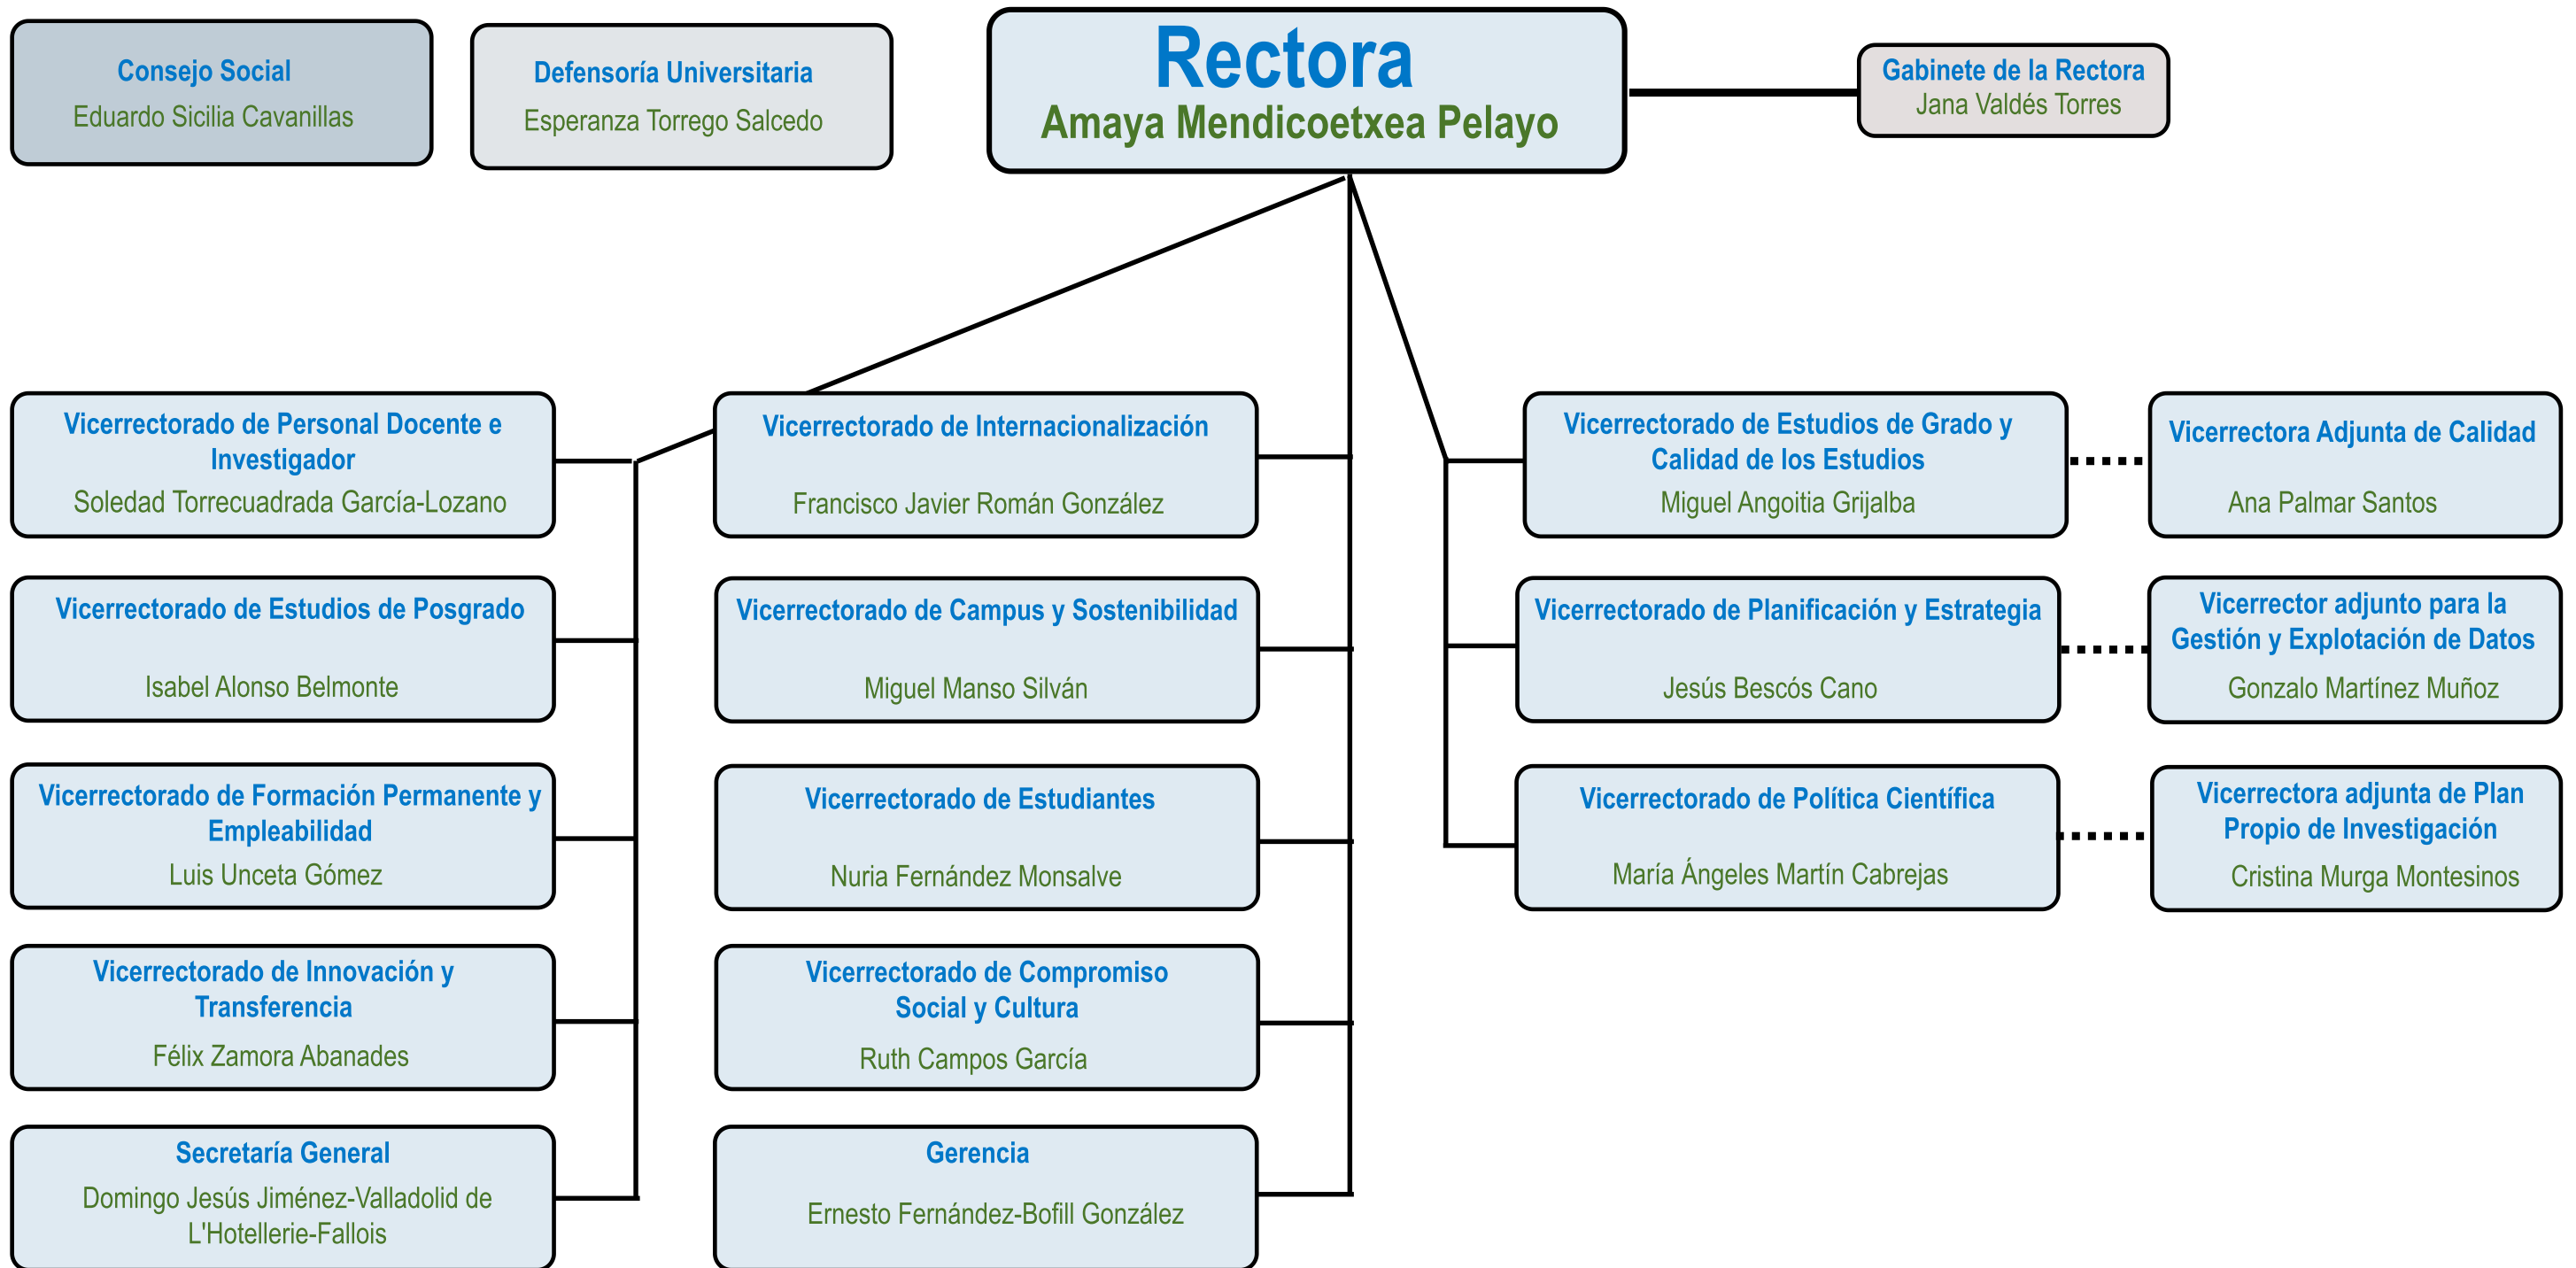 Consejo Social
Eduardo Sicilia Cavanillas
Defensoría Universitaria
Esperanza Torrego Salcedo
Rectora
Amaya Mendicoetxea Pelayo
Gabinete de la Rectora
Jana Valdés Torres
Vicerrectorado de Personal Docente e
Investigador
Soledad Torrecuadrada García-Lozano
Vicerrectorado de Internacionalización
Francisco Javier Román González
Vicerrectorado de Estudios de Grado y
Calidad de los Estudios
Miguel Angoitia Grijalba
Vicerrectora Adjunta de Calidad
Ana Palmar Santos
Vicerrectorado de Estudios de Posgrado
Isabel Alonso Belmonte
Vicerrectorado de Campus y Sostenibilidad
Miguel Manso Silván
Vicerrectorado de Planificación y Estrategia
Jesús Bescós Cano
Vicerrector adjunto para la
Gestión y Explotación de Datos
Gonzalo Martínez Muñoz
Vicerrectorado de Formación Permanente y
Empleabilidad
Luis Unceta Gómez
Vicerrectorado de Estudiantes
Nuria Fernández Monsalve
Vicerrectorado de Política Científica
María Ángeles Martín Cabrejas
Vicerrectora adjunta de Plan
Propio de Investigación
Cristina Murga Montesinos
Vicerrectorado de Innovación y
Transferencia
Félix Zamora Abanades
Vicerrectorado de Compromiso
Social y Cultura
Ruth Campos García
Secretaría General
Domingo Jesús Jiménez-Valladolid de
L'Hotellerie-Fallois
Gerencia
Ernesto Fernández-Bofill González